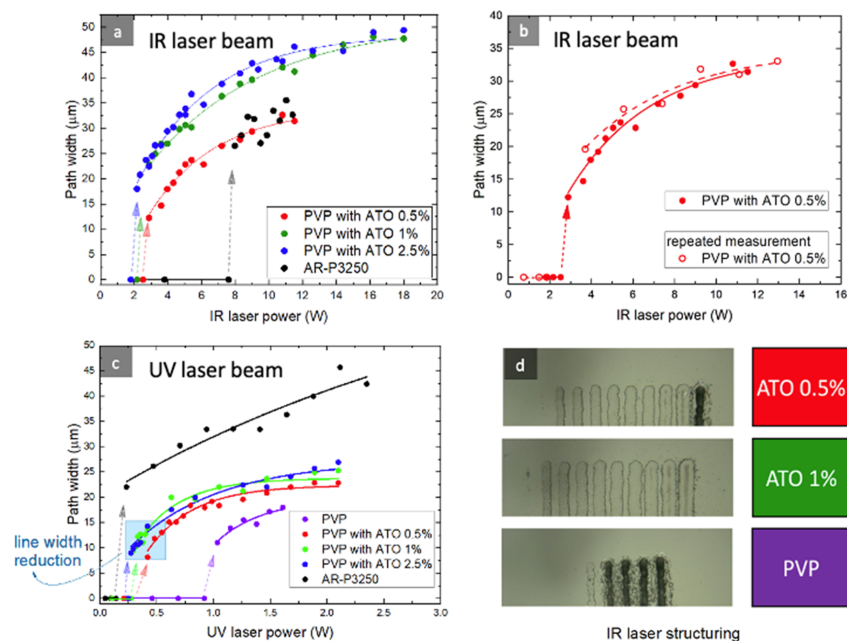 a
IR laser beam
Path width (μm)
50
45
40
35
30
25
20
15
10
5
0
0 2 4 6 8 10 12 14 16 18 20
IR laser power (W)
PVP with ATO 0.5%
PVP with ATO 1%
PVP with ATO 2.5%
AR-P3250
b
IR laser beam
Path width (μm)
50
45
40
35
30
25
20
15
10
5
0
0 2 4 6 8 10 12 14 16
IR laser power (W)
PVP with ATO 0.5%
repeated measurement
PVP with ATO 0.5%
c
UV laser beam
Path width (μm)
50
45
40
35
30
25
20
15
10
5
0
0.0 0.5 1.0 1.5 2.0 2.5 3.0
UV laser power (W)
line width
reduction
PVP
PVP with ATO 0.5%
PVP with ATO 1%
PVP with ATO 2.5%
AR-P3250
d
ATO 0.5%
ATO 1%
PVP
IR laser structuring